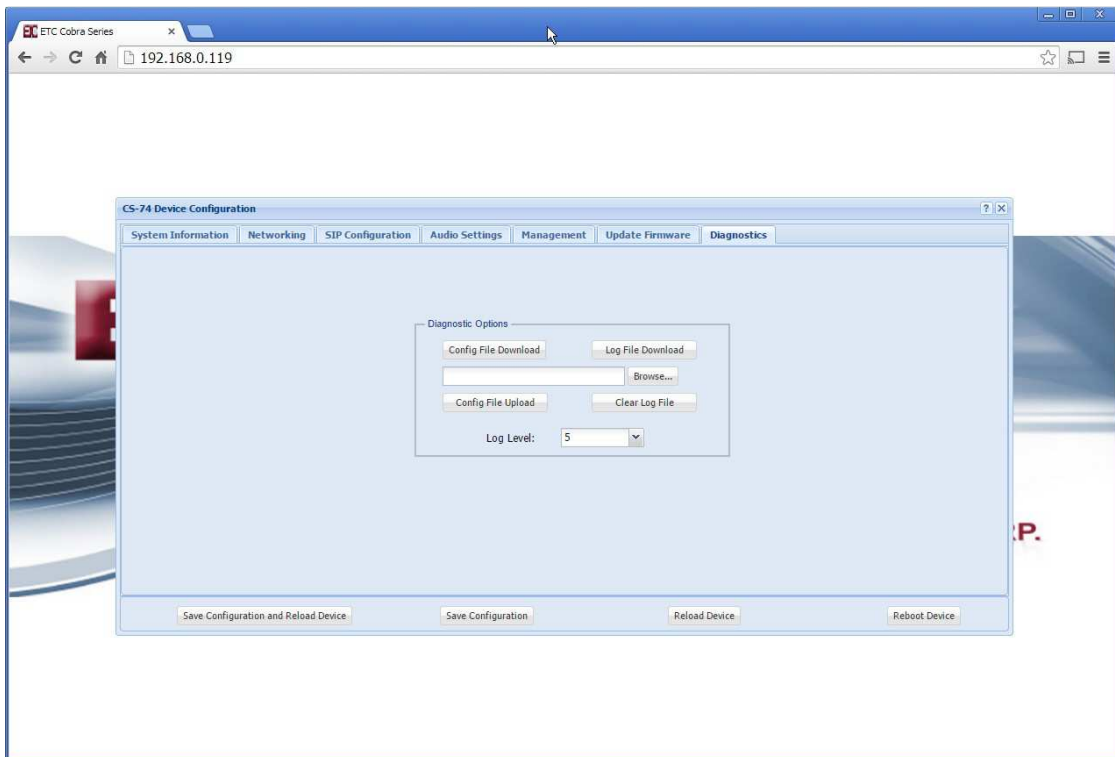 ETC Cobra Series
192.168.0.119
CS-74 Device Configuration
System Information Networking SIP Configuration Audio Settings Management Update Firmware Diagnostics
Diagnostic Options
Config File Download Log File Download
Browse...
Config File Upload Clear Log File
Log Level: 5
RP.
Save Configuration and Reload Device Save Configuration Reload Device Reboot Device